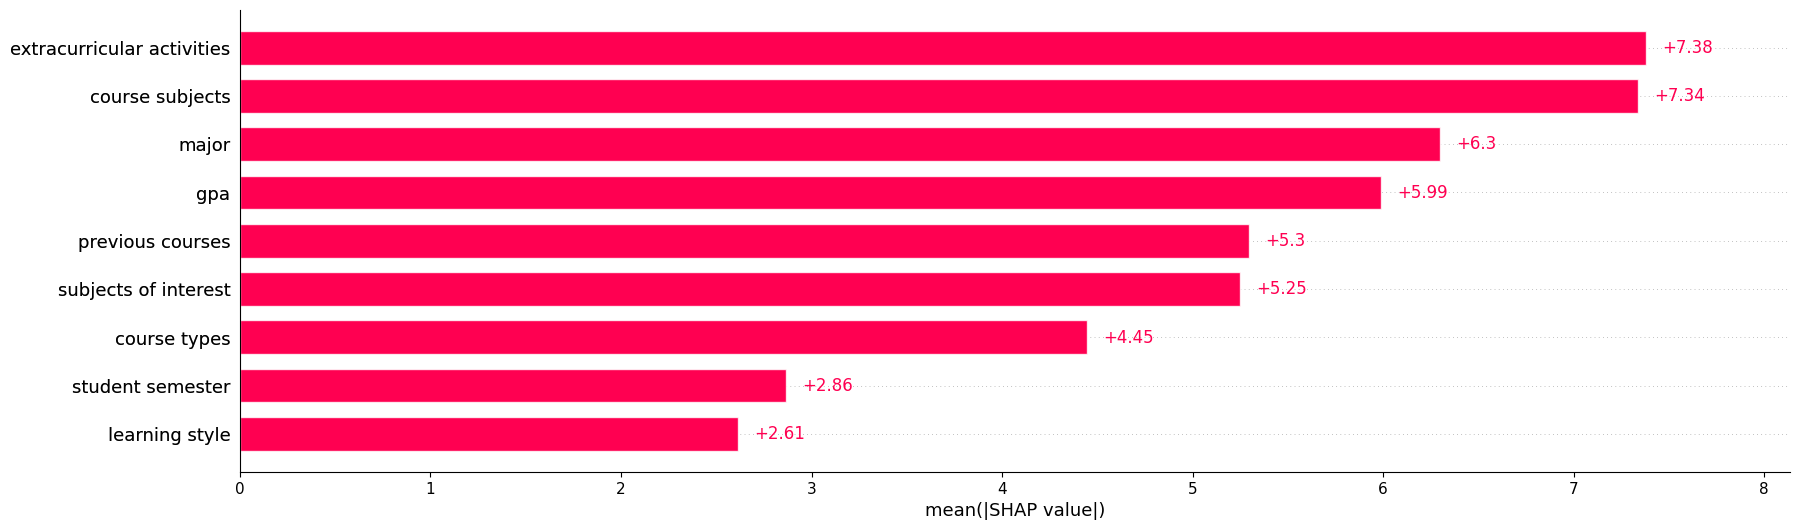 extracurricular activities +7.38
course subjects +7.34
major +6.3
gpa +5.99
previous courses +5.3
subjects of interest +5.25
course types +4.45
student semester +2.86
learning style +2.61
0 1 2 3 4 5 6 7 8
mean(|SHAP value|)